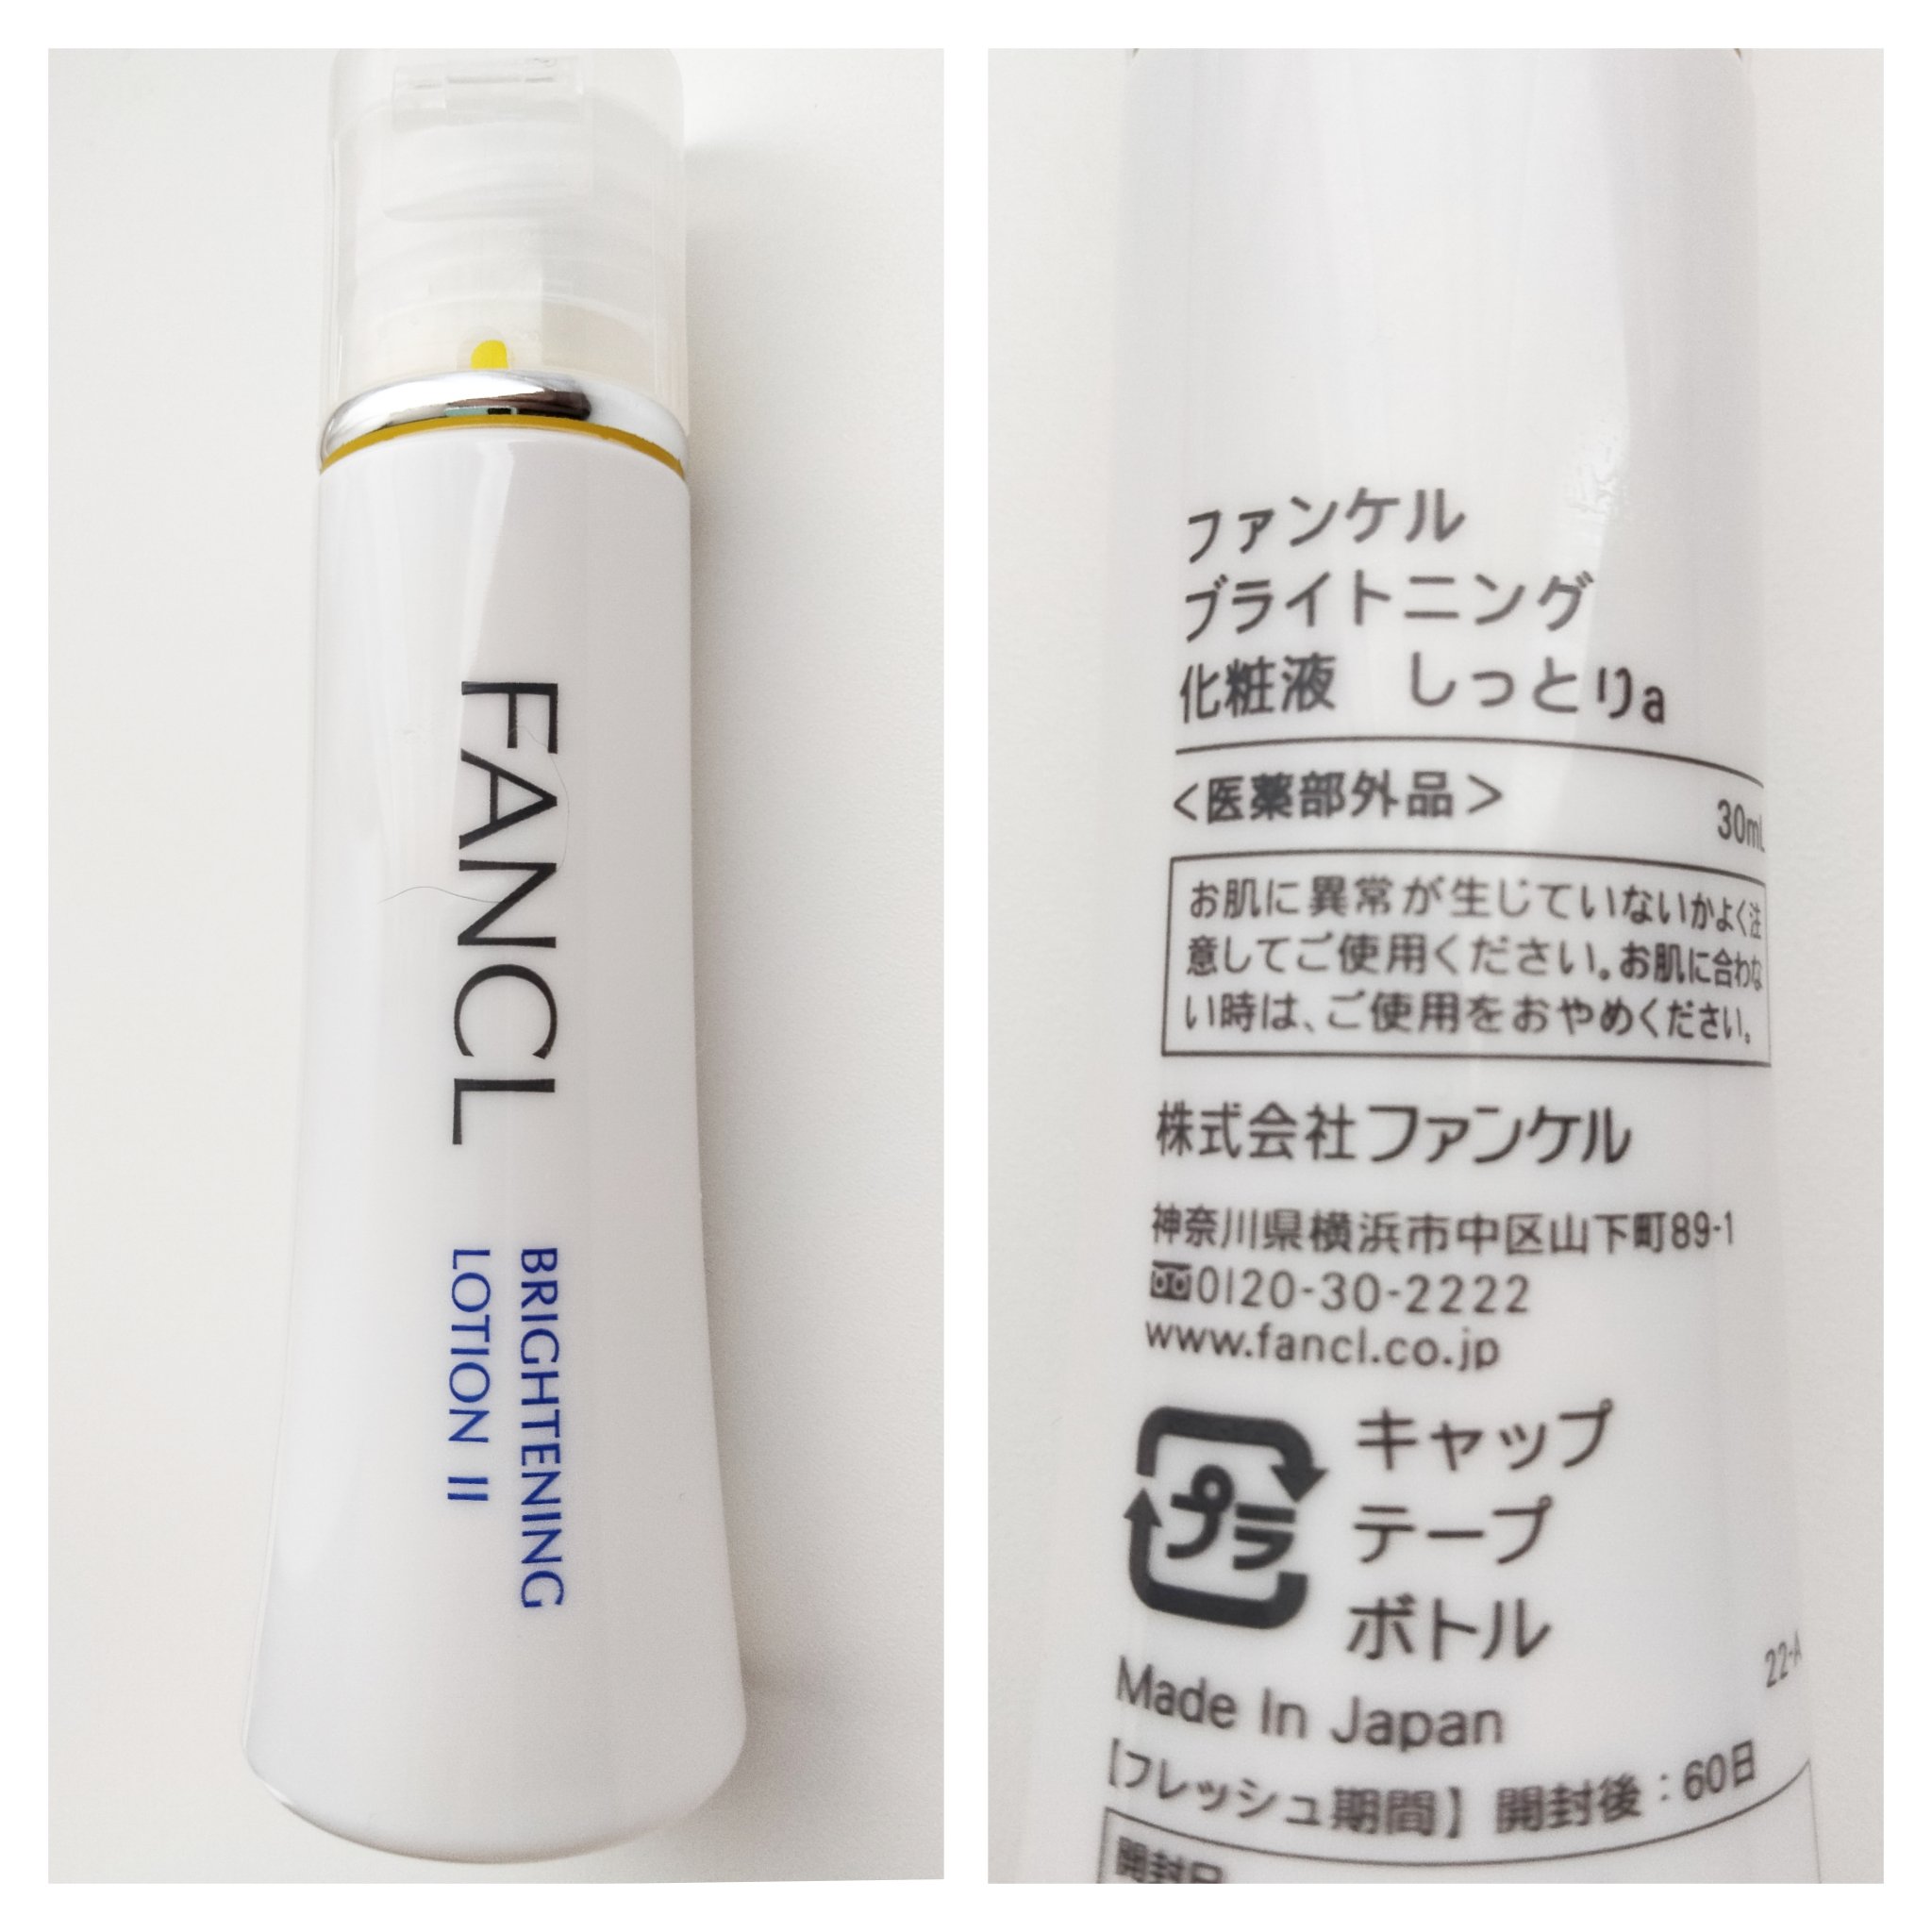 FANCL
BRIGHTENING
LOTION II
ファンケル
ブライトニング
化粧液 しっとりa
＜医薬部外品＞
30mL
お肌に異常が生じていないかよく注
意してご使用ください。お肌に合わな
い時は、ご使用をおやめください。
株式会社ファンケル
神奈川県横浜市中区山下町89-1
0120-30-2222
www.fancl.co.jp
プラ
キャップ
テープ
ボトル
22-A
Made In Japan
【フレッシュ期間】開封後：60日
開封日